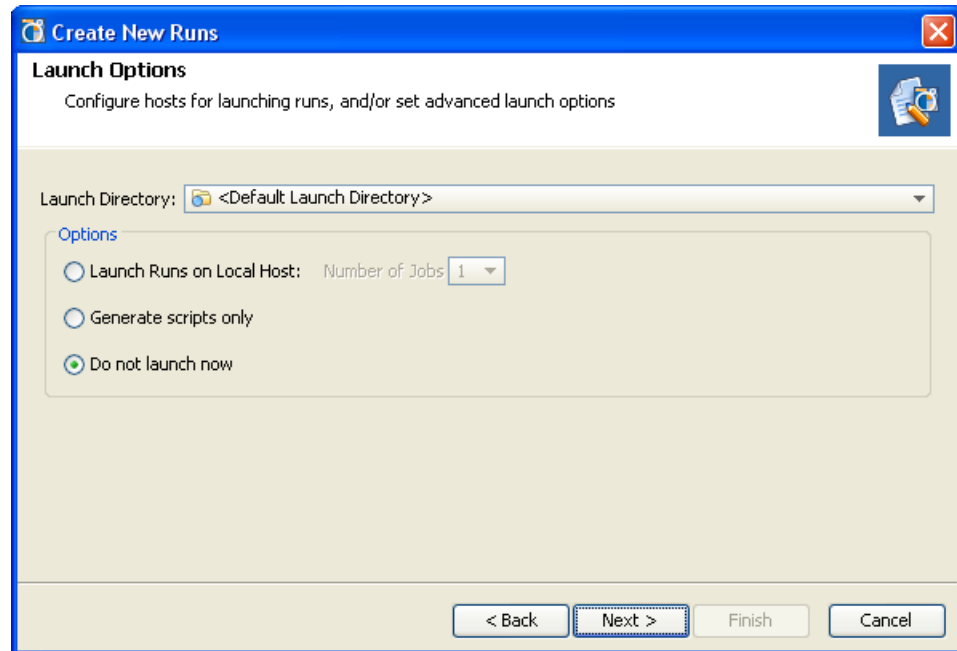 Create New Runs
Launch Options
Configure hosts for launching runs, and/or set advanced launch options
Launch Directory: <Default Launch Directory>
Options
Launch Runs on Local Host: Number of Jobs 1
Generate scripts only
Do not launch now
< Back Next > Finish Cancel